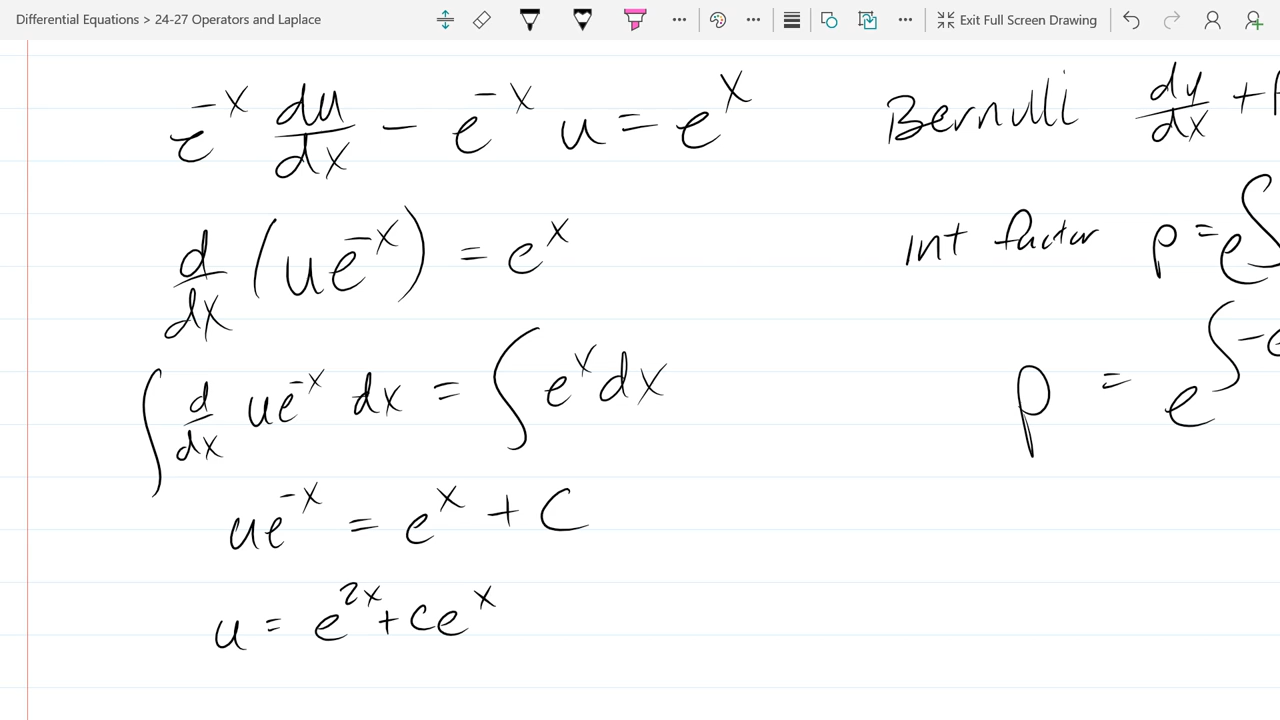 Differential Equations > 24-27 Operators and Laplace
Exit Full Screen Drawing
e^{-x} du/dx - e^{-x} u = e^x
Bernulli dy/dx +
d/dx (ue^{-x}) = e^x
int factor ρ = e^∫
∫ d/dx ue^{-x} dx = ∫ e^x dx
ρ = e^{∫-
ue^{-x} = e^x + C
u = e^{2x} + ce^x